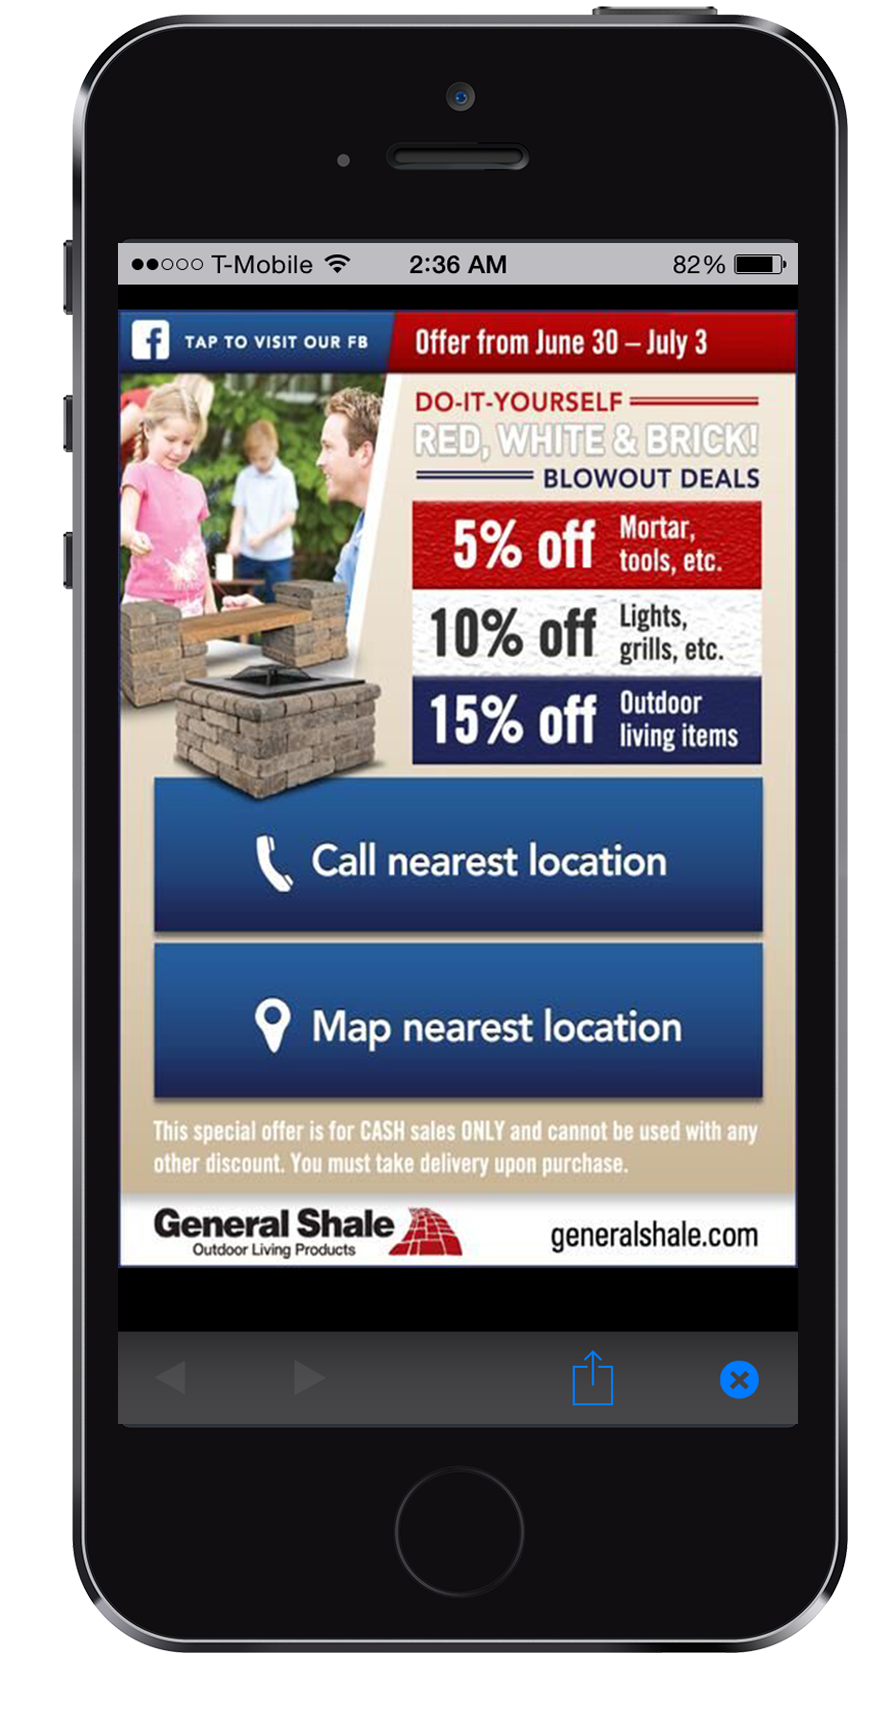 T-Mobile 2:36 AM 82%
f TAP TO VISIT OUR FB
Offer from June 30 – July 3
DO-IT-YOURSELF
RED, WHITE & BRICK!
BLOWOUT DEALS
5% off Mortar,
tools, etc.
10% off Lights,
grills, etc.
15% off Outdoor
living items
Call nearest location
Map nearest location
This special offer is for CASH sales ONLY and cannot be used with any
other discount. You must take delivery upon purchase.
General Shale
Outdoor Living Products
generalshale.com